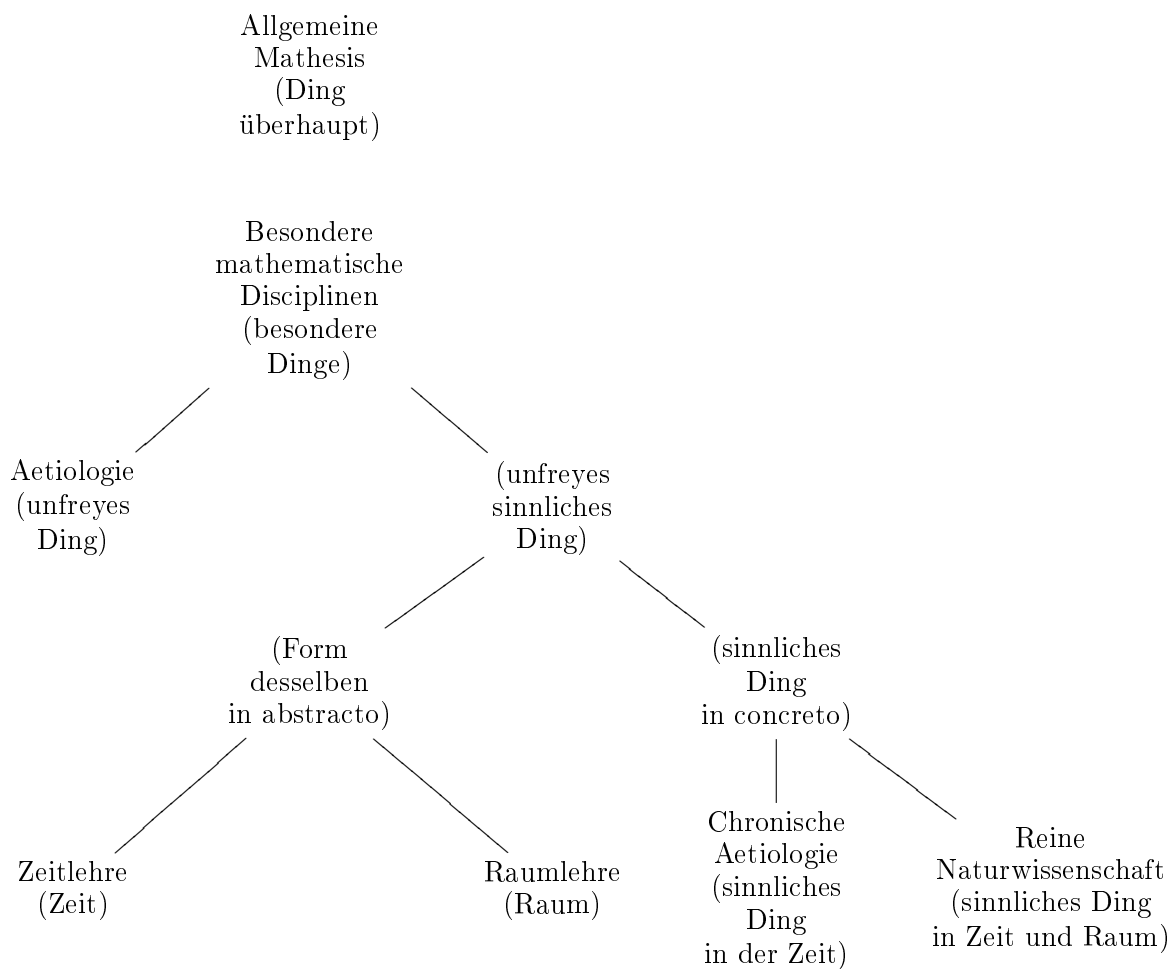 Allgemeine
Mathesis
(Ding
überhaupt)
Besondere
mathematische
Disciplinen
(besondere
Dinge)
Aetiologie
(unfreyes
Ding)
(unfreyes
sinnliches
Ding)
(Form
desselben
in abstracto)
(sinnliches
Ding
in concreto)
Zeitlehre
(Zeit)
Raumlehre
(Raum)
Chronische
Aetiologie
(sinnliches
Ding
in der Zeit)
Reine
Naturwissenschaft
(sinnliches Ding
in Zeit und Raum)